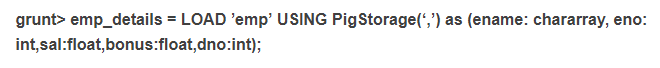 grunt> emp_details = LOAD ’emp’ USING PigStorage(‘,’) as (ename: chararray, eno:
int,sal:float,bonus:float,dno:int);